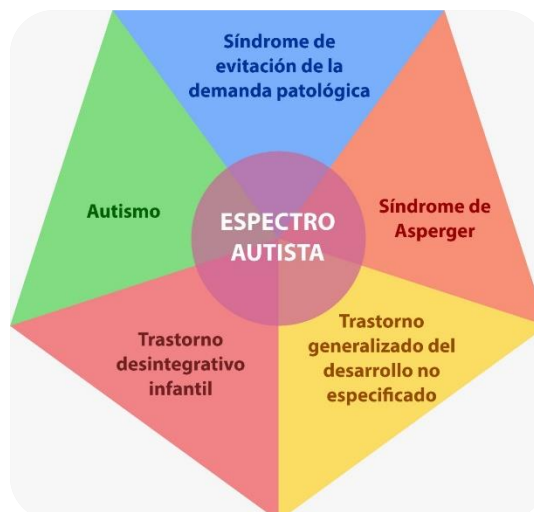 Síndrome de
evitación de la
demanda patológica
Autismo
ESPECTRO
AUTISTA
Síndrome de
Asperger
Trastorno
desintegrativo
infantil
Trastorno
generalizado del
desarrollo no
especificado